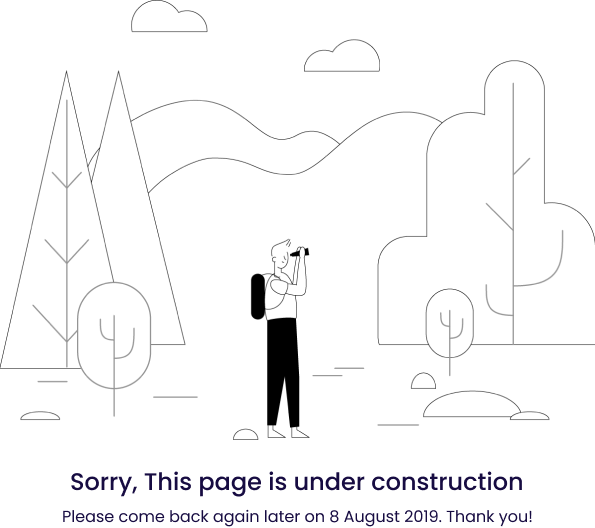 Sorry, This page is under construction
Please come back again later on 8 August 2019. Thank you!